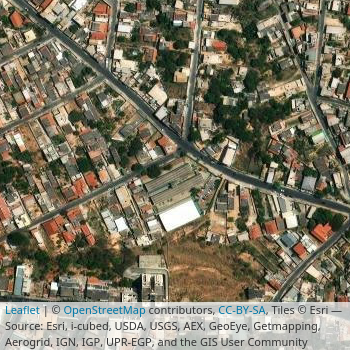 Leaflet | © OpenStreetMap contributors, CC-BY-SA, Tiles © Esri —
Source: Esri, i-cubed, USDA, USGS, AEX, GeoEye, Getmapping,
Aerogrid, IGN, IGP, UPR-EGP, and the GIS User Community